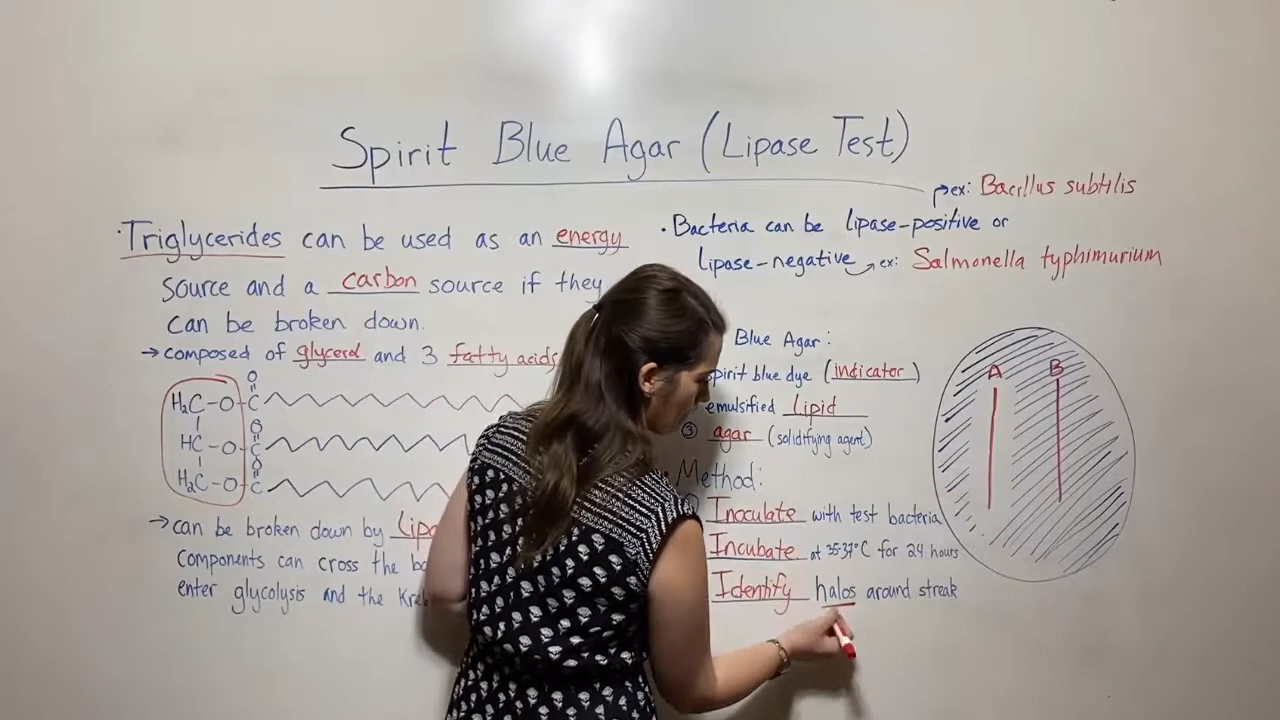 Spirit Blue Agar (Lipase Test)
·Triglycerides can be used as an energy
source and a carbon source if they
can be broken down.
→composed of glycerol and 3 fatty acids
O
H₂C-O-C
O
HC-O-C
O
H₂C-O-C
→can be broken down by
Components can cross the
enter glycolysis and the
↱ex: Bacillus subtilis
·Bacteria can be lipase-positive or
lipase-negative → ex: Salmonella typhimurium
Blue Agar:
blue dye (indicator)
emulsified Lipid
③ agar (solidifying agent)
·Method:
Inoculate with test bacteria
Incubate at 35-37°C for 24 hours
Identify halos around streak
A B